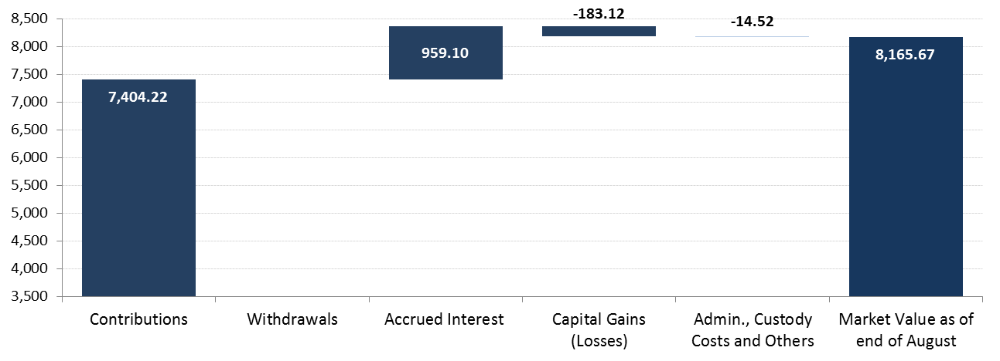 8,500
8,000
7,500
7,000
6,500
6,000
5,500
5,000
4,500
4,000
3,500
7,404.22
959.10
-183.12
-14.52
8,165.67
Contributions
Withdrawals
Accrued Interest
Capital Gains
(Losses)
Admin., Custody
Costs and Others
Market Value as of
end of August